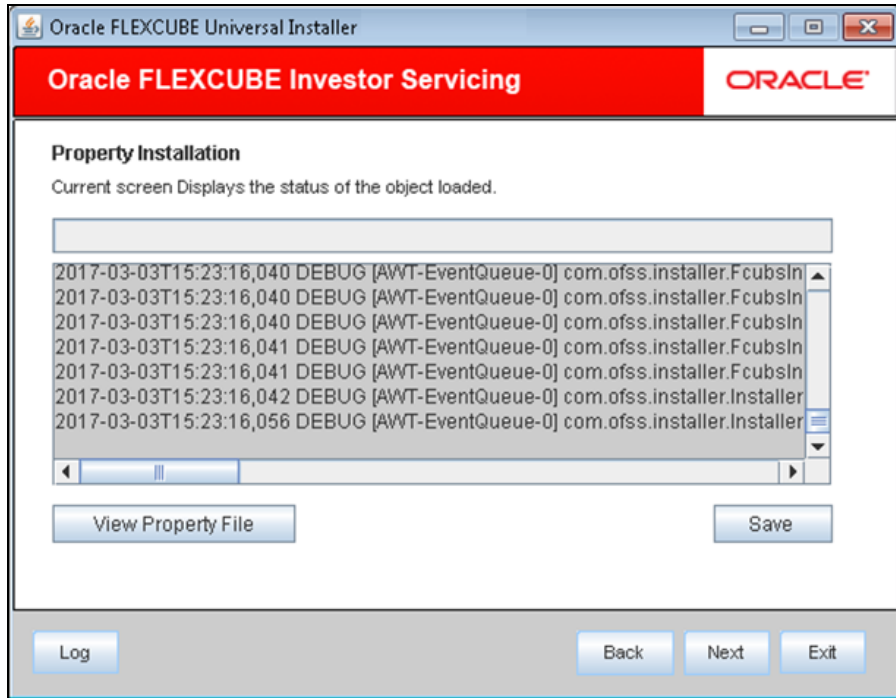 Oracle FLEXCUBE Universal Installer
Oracle FLEXCUBE Investor Servicing
ORACLE
Property Installation
Current screen Displays the status of the object loaded.
2017-03-03T15:23:16,040 DEBUG [AWT-EventQueue-0] com.ofss.installer.FcubsIn
2017-03-03T15:23:16,040 DEBUG [AWT-EventQueue-0] com.ofss.installer.FcubsIn
2017-03-03T15:23:16,040 DEBUG [AWT-EventQueue-0] com.ofss.installer.FcubsIn
2017-03-03T15:23:16,041 DEBUG [AWT-EventQueue-0] com.ofss.installer.FcubsIn
2017-03-03T15:23:16,041 DEBUG [AWT-EventQueue-0] com.ofss.installer.FcubsIn
2017-03-03T15:23:16,042 DEBUG [AWT-EventQueue-0] com.ofss.installer.Installer
2017-03-03T15:23:16,056 DEBUG [AWT-EventQueue-0] com.ofss.installer.Installer
View Property File
Save
Log
Back
Next
Exit